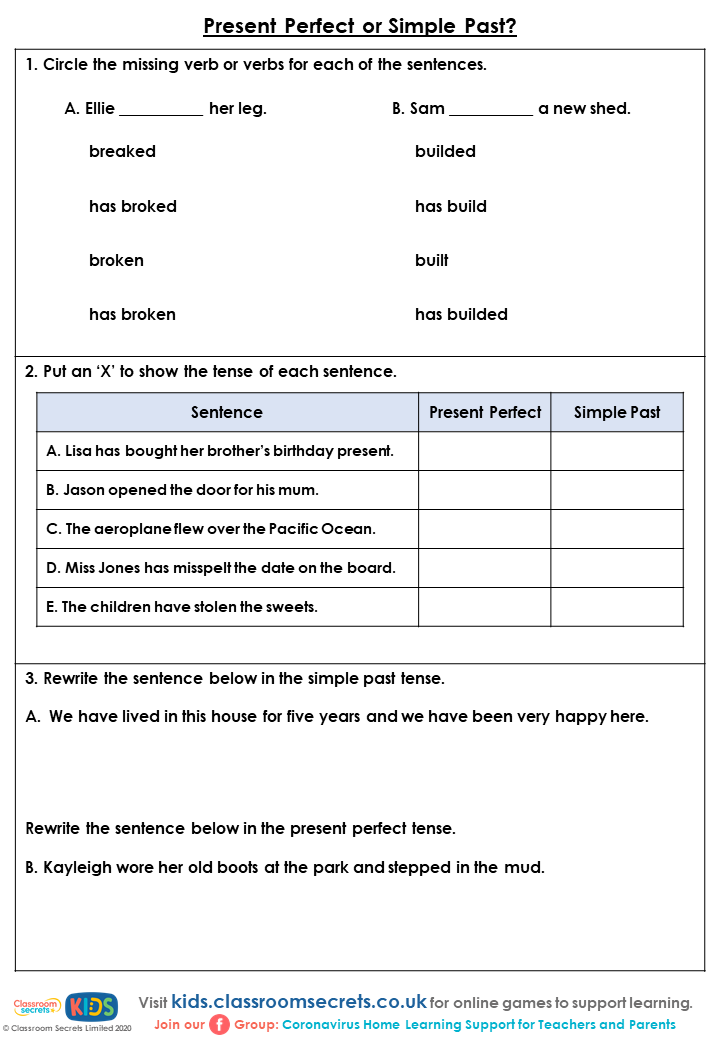 Present Perfect or Simple Past?
1. Circle the missing verb or verbs for each of the sentences.
A. Ellie __________ her leg.
B. Sam __________ a new shed.
breaked
builded
has broked
has build
broken
built
has broken
has builded
2. Put an ‘X’ to show the tense of each sentence.
Sentence
Present Perfect
Simple Past
A. Lisa has bought her brother’s birthday present.
B. Jason opened the door for his mum.
C. The aeroplane flew over the Pacific Ocean.
D. Miss Jones has misspelt the date on the board.
E. The children have stolen the sweets.
3. Rewrite the sentence below in the simple past tense.
A. We have lived in this house for five years and we have been very happy here.
Rewrite the sentence below in the present perfect tense.
B. Kayleigh wore her old boots at the park and stepped in the mud.
Classroom Secrets KIDS
© Classroom Secrets Limited 2020
Visit kids.classroomsecrets.co.uk for online games to support learning.
Join our f Group: Coronavirus Home Learning Support for Teachers and Parents